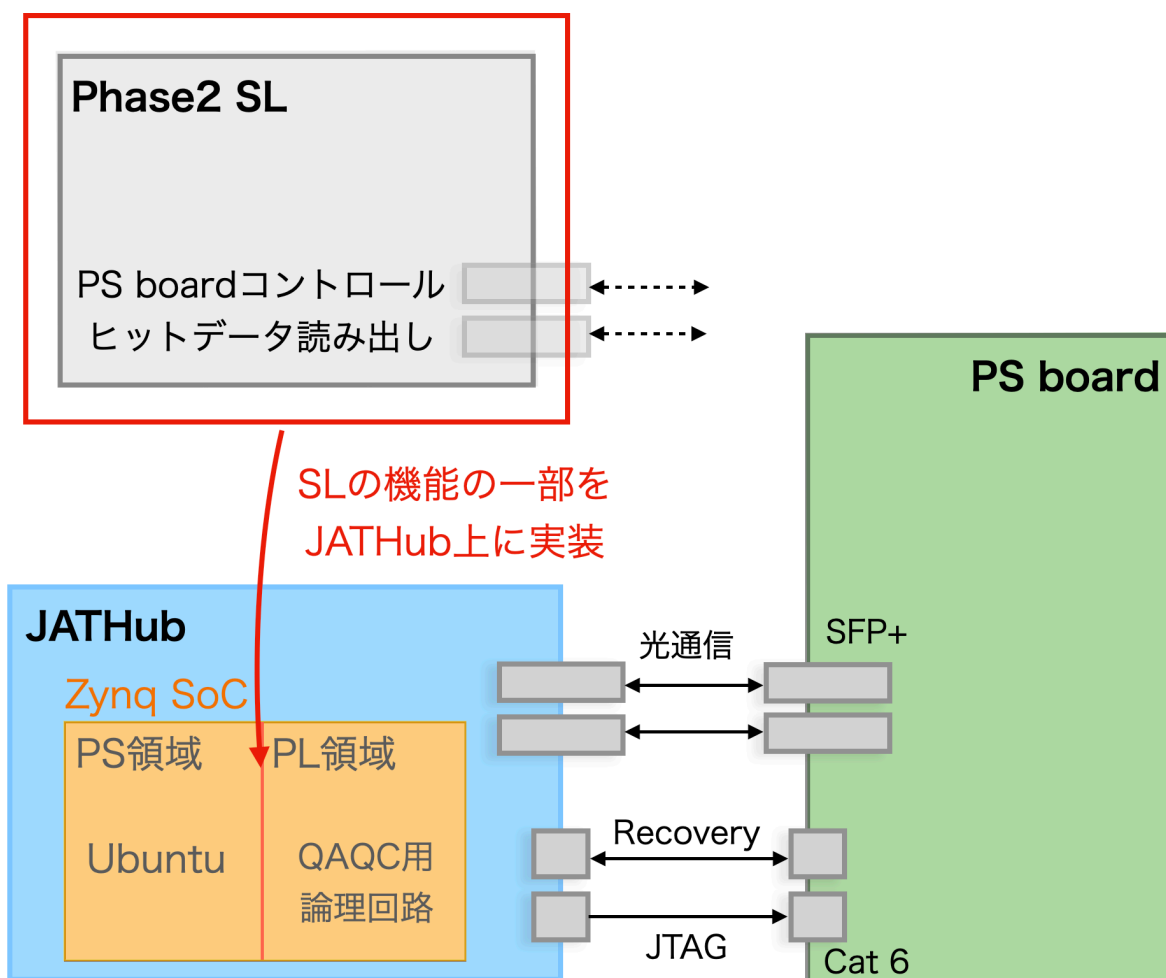 Phase2 SL
PS boardコントロール
ヒットデータ読み出し
PS board
SLの機能の一部を
JATHub上に実装
JATHub
光通信
SFP+
Zynq SoC
PS領域
PL領域
Ubuntu
QAQC用
論理回路
Recovery
JTAG
Cat 6